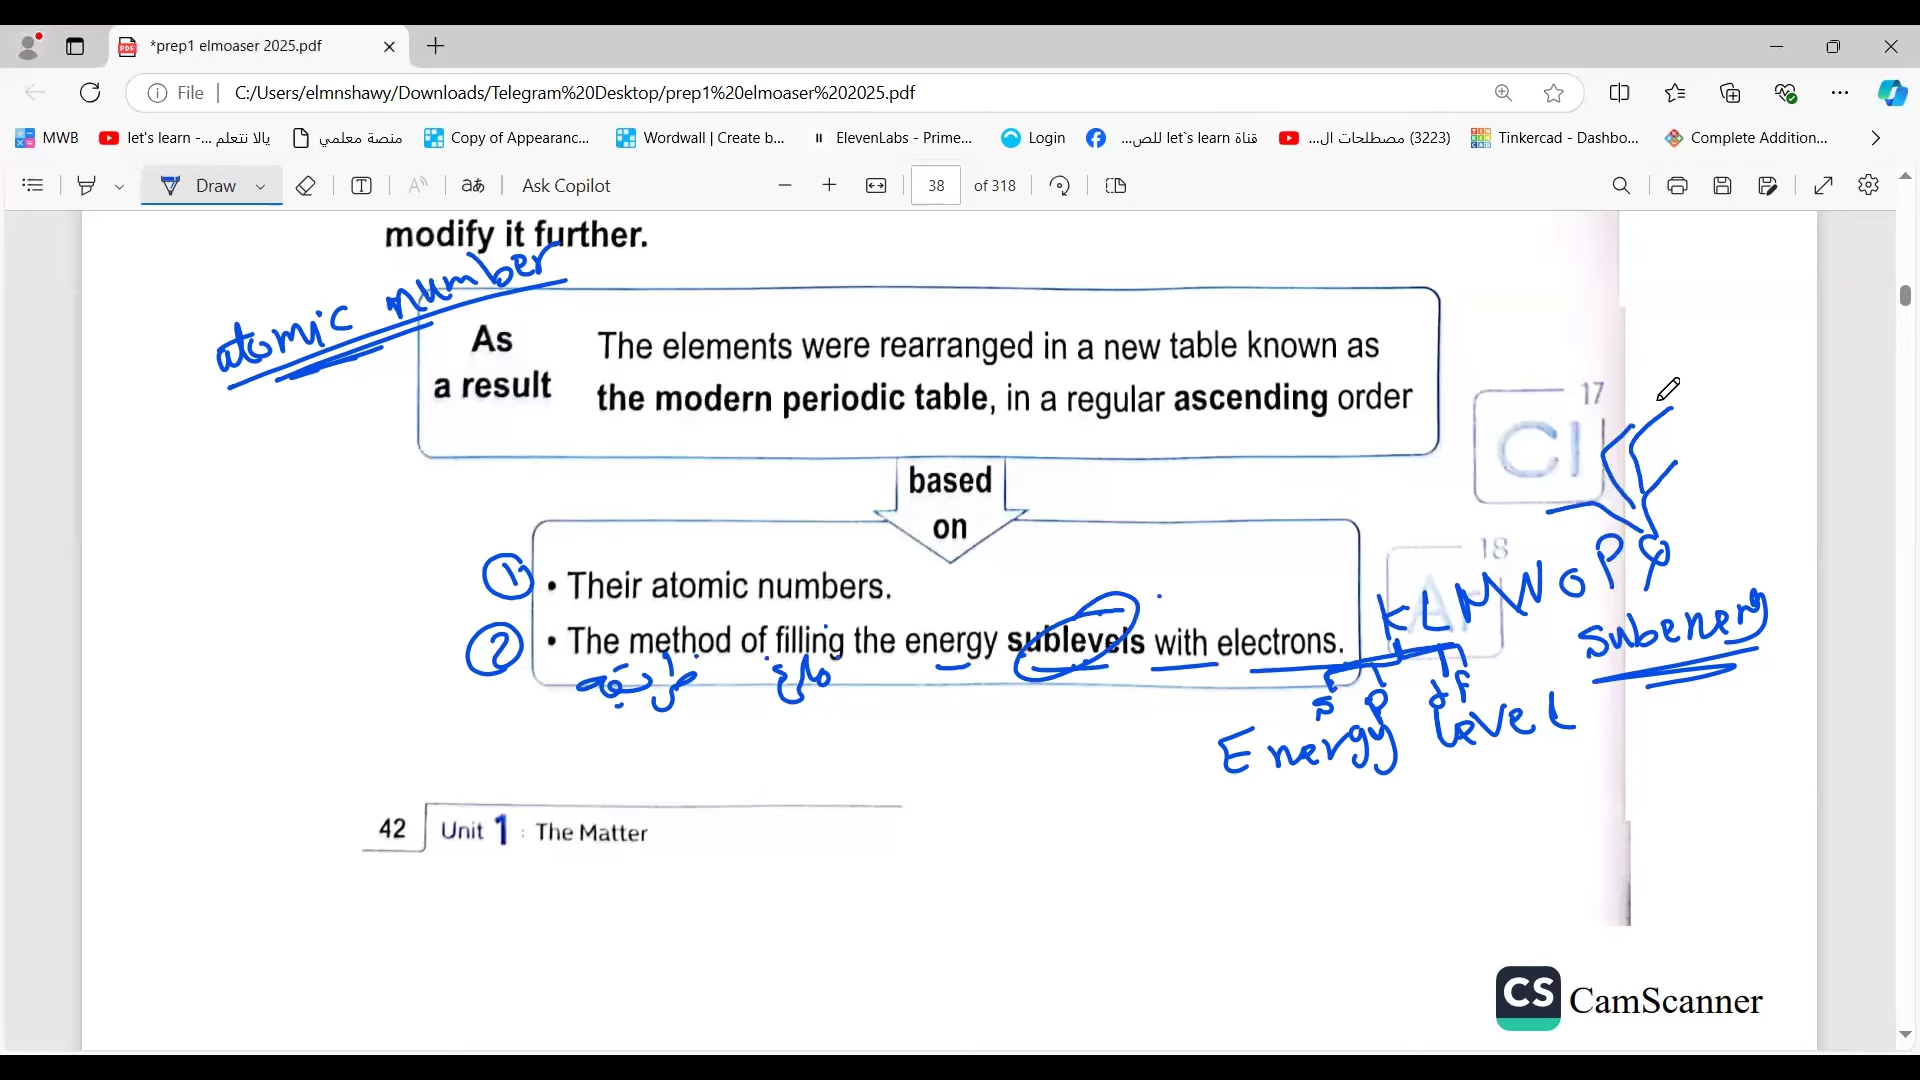 *prep1 elmoaser 2025.pdf
File C:/Users/elmnshawy/Downloads/Telegram%20Desktop/prep1%20elmoaser%202025.pdf
MWB let's learn -... يالا نتعلم منصة معلمي Copy of Appearanc... Wordwall | Create b... ElevenLabs - Prime... Login قناة let`s learn للص... (3223) مصطلحات ال... Tinkercad - Dashbo... Complete Addition...
Draw Ask Copilot 38 of 318
modify it further.
atomic number
As a result
The elements were rearranged in a new table known as
the modern periodic table, in a regular ascending order
17
Cl
based
on
18
Ar
K L M N O P Q
① • Their atomic numbers.
② • The method of filling the energy sublevels with electrons.
subenergy
طريقة ملئ
s p d f
Energy level
42 Unit 1 : The Matter
CS CamScanner